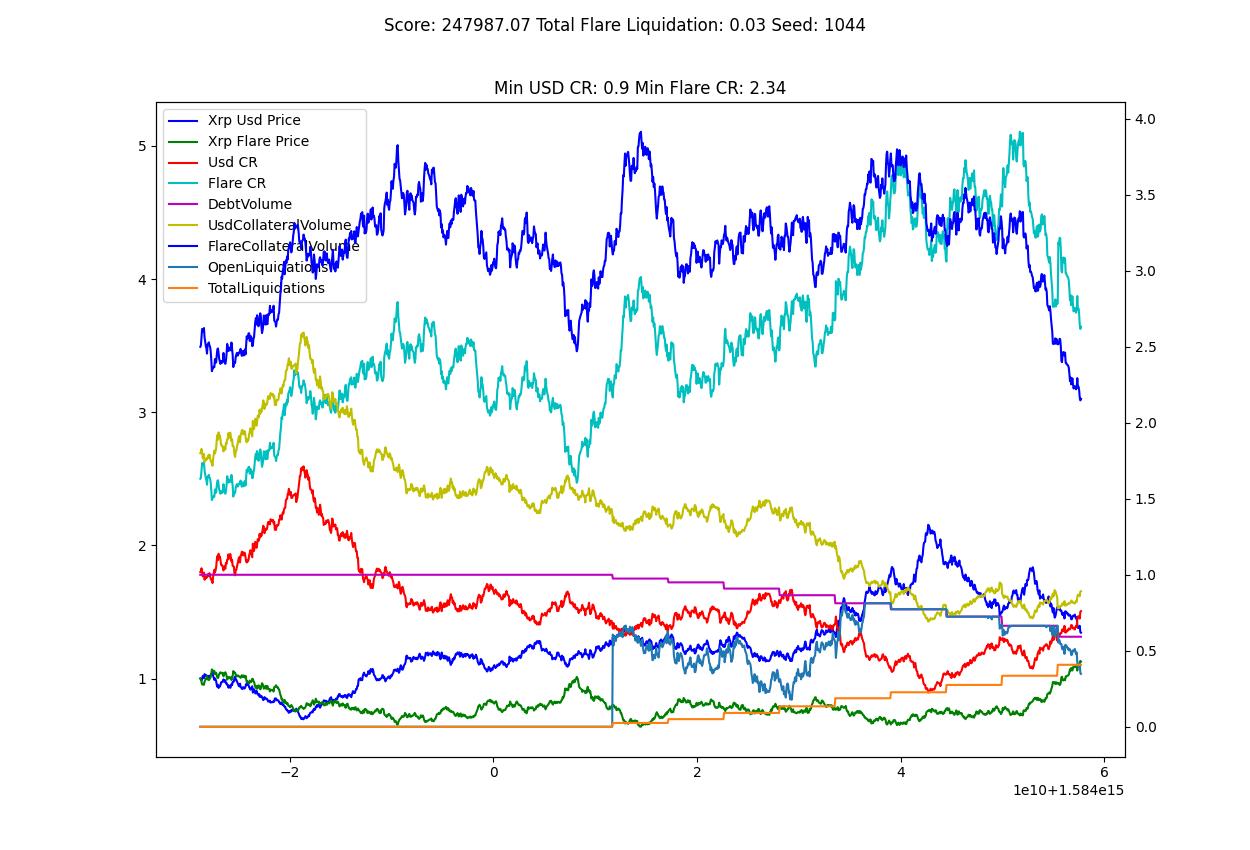 Score: 247987.07 Total Flare Liquidation: 0.03 Seed: 1044
Min USD CR: 0.9 Min Flare CR: 2.34
Xrp Usd Price
Xrp Flare Price
Usd CR
Flare CR
DebtVolume
UsdCollateralVolume
FlareCollateralVolume
OpenLiquidations
TotalLiquidations
5
4
3
2
1
4.0
3.5
3.0
2.5
2.0
1.5
1.0
0.5
0.0
−2
0
2
4
6
1e10+1.584e15